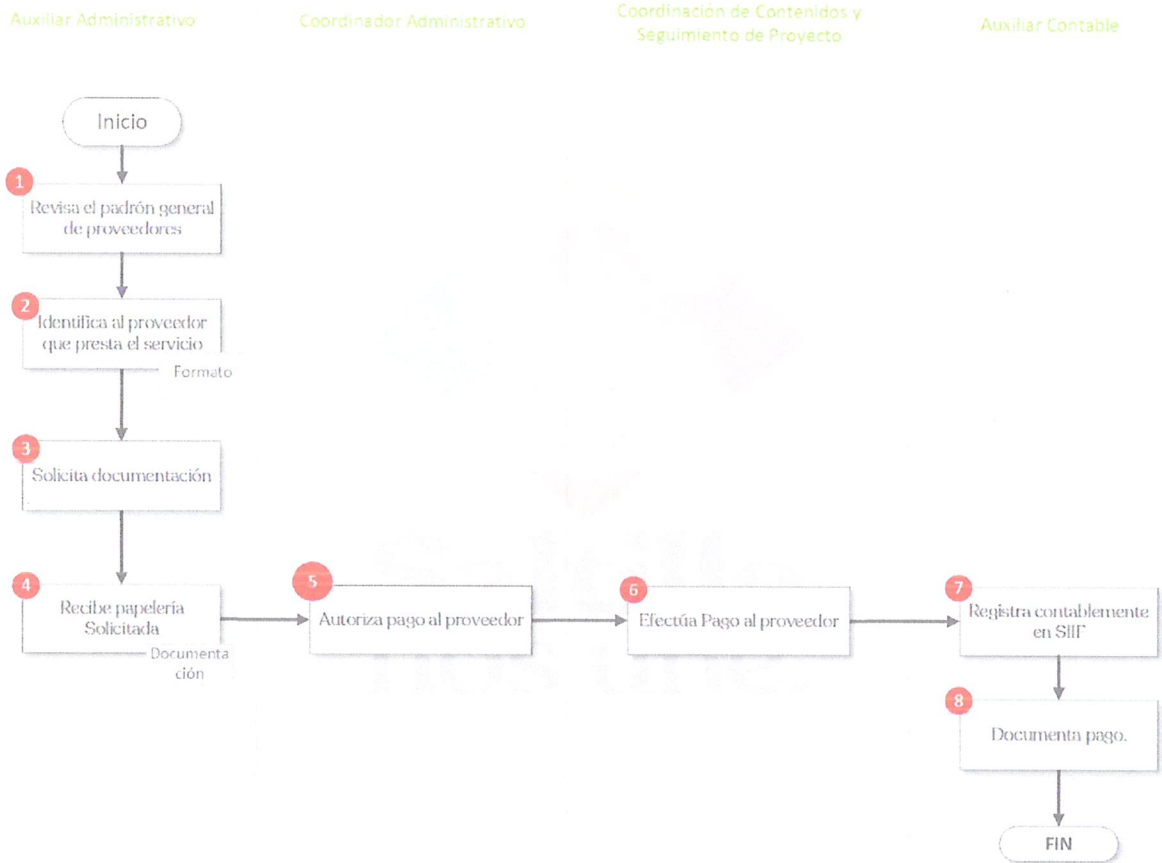 Auxiliar Administrativo
Coordinador Administrativo
Coordinación de Contenidos y
Seguimiento de Proyecto
Auxiliar Contable
Inicio
1
Revisa el padrón general
de proveedores
2
Identifica al proveedor
que presta el servicio
Formato
3
Solicita documentación
4
Recibe papelería
Solicitada
Documenta
ción
5
Autoriza pago al proveedor
6
Efectúa Pago al proveedor
7
Registra contablemente
en SIIF
8
Documenta pago.
FIN
nos une.